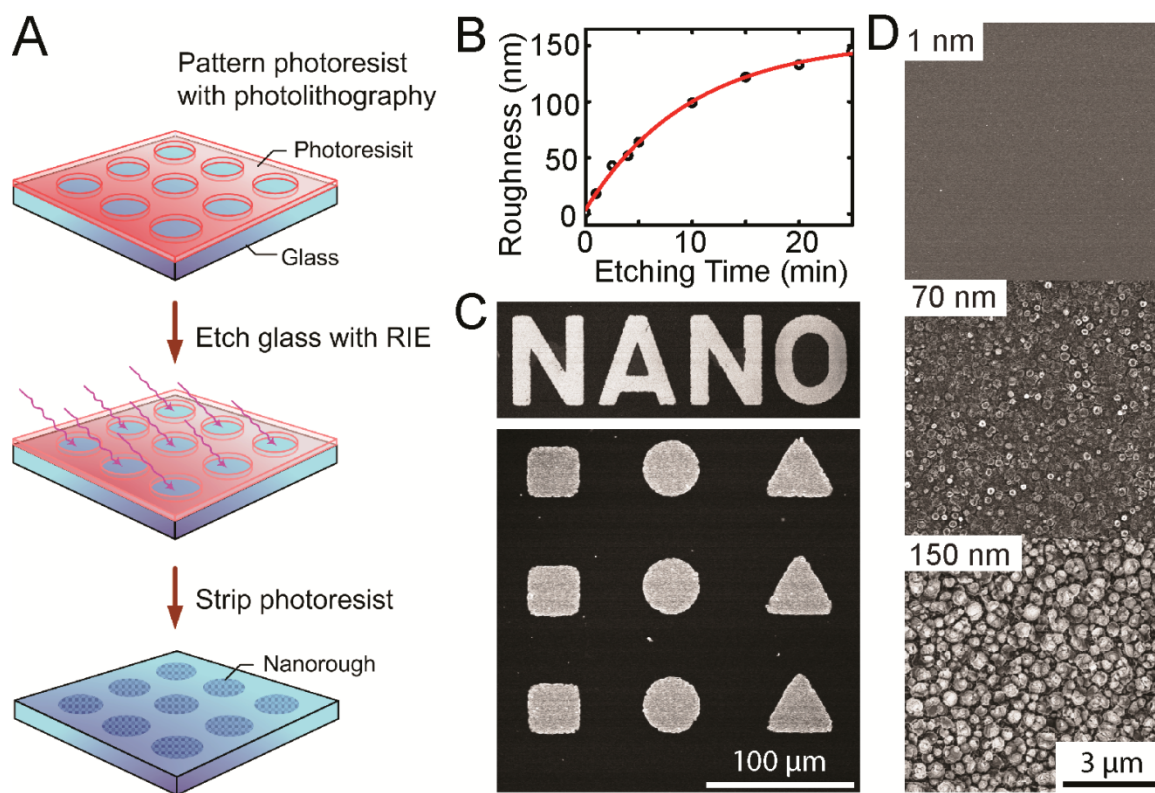 A
Pattern photoresist
with photolithography
Photoresisit
Glass
Etch glass with RIE
Strip photoresist
Nanorough
B
Roughness (nm)
150
100
50
0
0 10 20
Etching Time (min)
C
NANO
100 μm
D
1 nm
70 nm
150 nm
3 μm